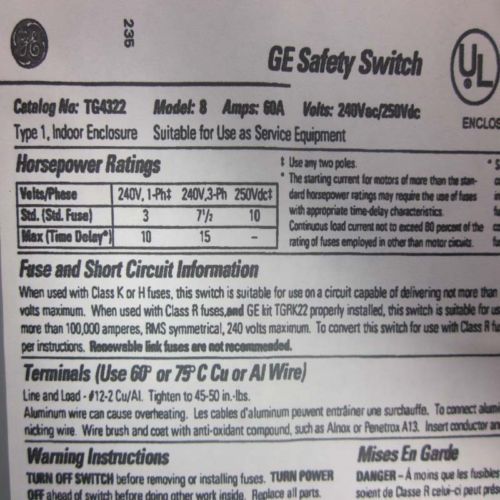 GE
235
GE Safety Switch
UL
Catalog No: TG4322 Model: 8 Amps: 60A Volts: 240Vac/250Vdc
ENCLOS
Type 1, Indoor Enclosure Suitable for Use as Service Equipment
Horsepower Ratings
Volts/Phase 240V, 1-Ph‡ 240V,3-Ph 250Vdc‡
Std. (Std. Fuse) 3 7½ 10
Max (Time Delay*) 10 15 –
‡ Use any two poles.
* The starting current for motors of more than the stan-
dard horsepower ratings may require the use of fuses
with appropriate time-delay characteristics.
Continuous load current not to exceed 80 percent of the
rating of fuses employed in other than motor circuits.
Fuse and Short Circuit Information
When used with Class K or H fuses, this switch is suitable for use on a circuit capable of delivering not more than
volts maximum. When used with Class R fuses,and GE kit TGRK22 properly installed, this switch is suitable for us
more than 100,000 amperes, RMS symmetrical, 240 volts maximum. To convert this switch for use with Class R fu
per instructions. Renewable link fuses are not recommended.
Terminals (Use 60° or 75° C Cu or Al Wire)
Line and Load - #12-2 Cu/Al. Tighten to 45-50 in.-lbs.
Aluminum wire can cause overheating. Les cables d'aluminum peuvent entrâiner une surchauffe. To connect alumi
nicking wire. Wire brush and coat with anti-oxidant compound, such as Alnox or Penetrox A13. Insert conductor an
Warning Instructions
TURN OFF SWITCH before removing or installing fuses. TURN POWER
OFF ahead of switch before doing other work inside. Replace all parts.
Mises En Garde
DANGER – A moins que les fusibles
soient de Classe R celui-ci peut prés